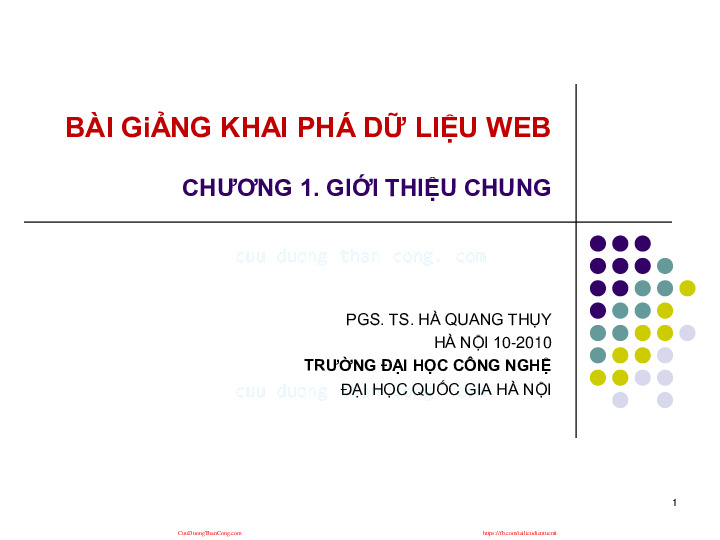 BÀI GiẢNG KHAI PHÁ DỮ LIỆU WEB
CHƯƠNG 1. GIỚI THIỆU CHUNG
cuu duong than cong. com
PGS. TS. HÀ QUANG THỤY
HÀ NỘI 10-2010
TRƯỜNG ĐẠI HỌC CÔNG NGHỆ
ĐẠI HỌC QUỐC GIA HÀ NỘI
cuu duong than cong. com
1
CuuDuongThanCong.com
https://fb.com/tailieudientucntt